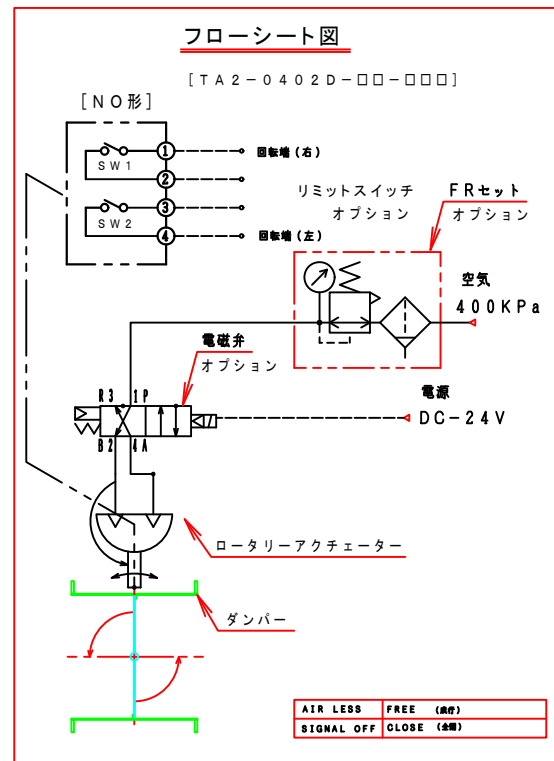 フローシート図
[TA2-0402D-□□-□□□]
[NO形]
1
回転端(右)
SW1
2
リミットスイッチ
オプション
FRセット
オプション
3
SW2
4
回転端(左)
空気
400KPa
電磁弁
オプション
電源
DC-24V
R3 1P
B2 4A
ロータリーアクチェーター
ダンパー
AIR LESS FREE
SIGNAL OFF CLOSE (全閉)